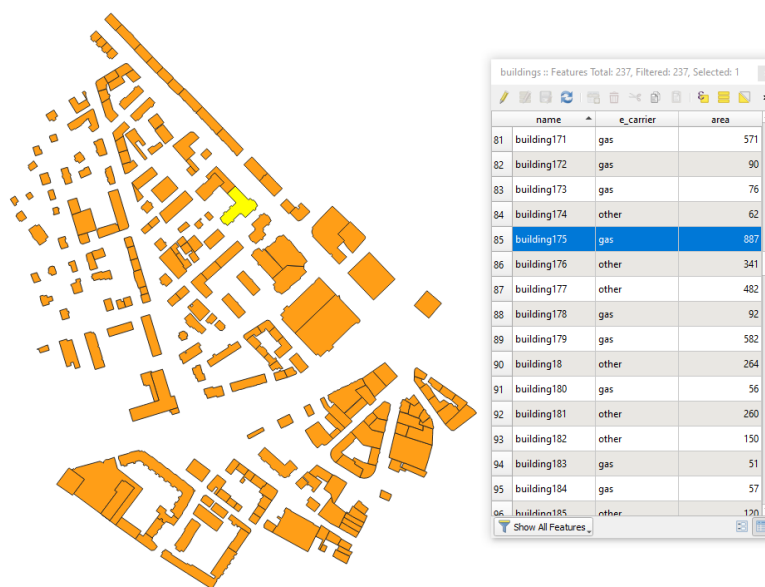 buildings :: Features Total: 237, Filtered: 237, Selected: 1
name e_carrier area
81 building171 gas 571
82 building172 gas 90
83 building173 gas 76
84 building174 other 62
85 building175 gas 887
86 building176 other 341
87 building177 other 482
88 building178 gas 92
89 building179 gas 582
90 building18 other 264
91 building180 gas 56
92 building181 other 260
93 building182 other 150
94 building183 gas 51
95 building184 gas 57
96 building185 other 120
Show All Features